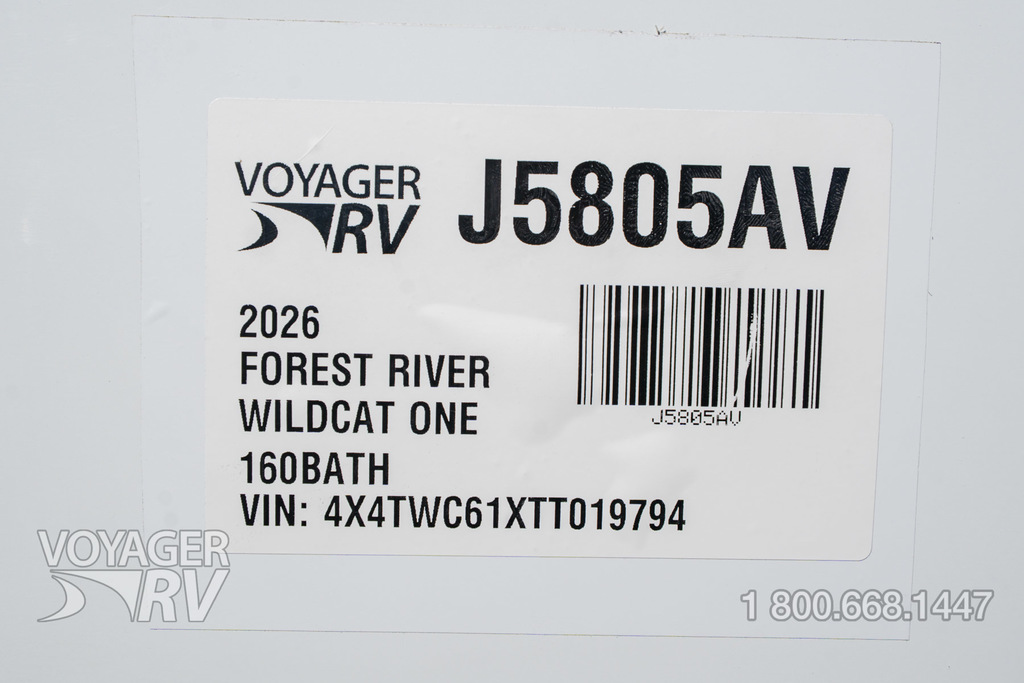 VOYAGER
RV
J5805AV
2026
FOREST RIVER
WILDCAT ONE
160BATH
VIN: 4X4TWC61XTT019794
J5805AV
VOYAGER
RV
1 800.668.1447